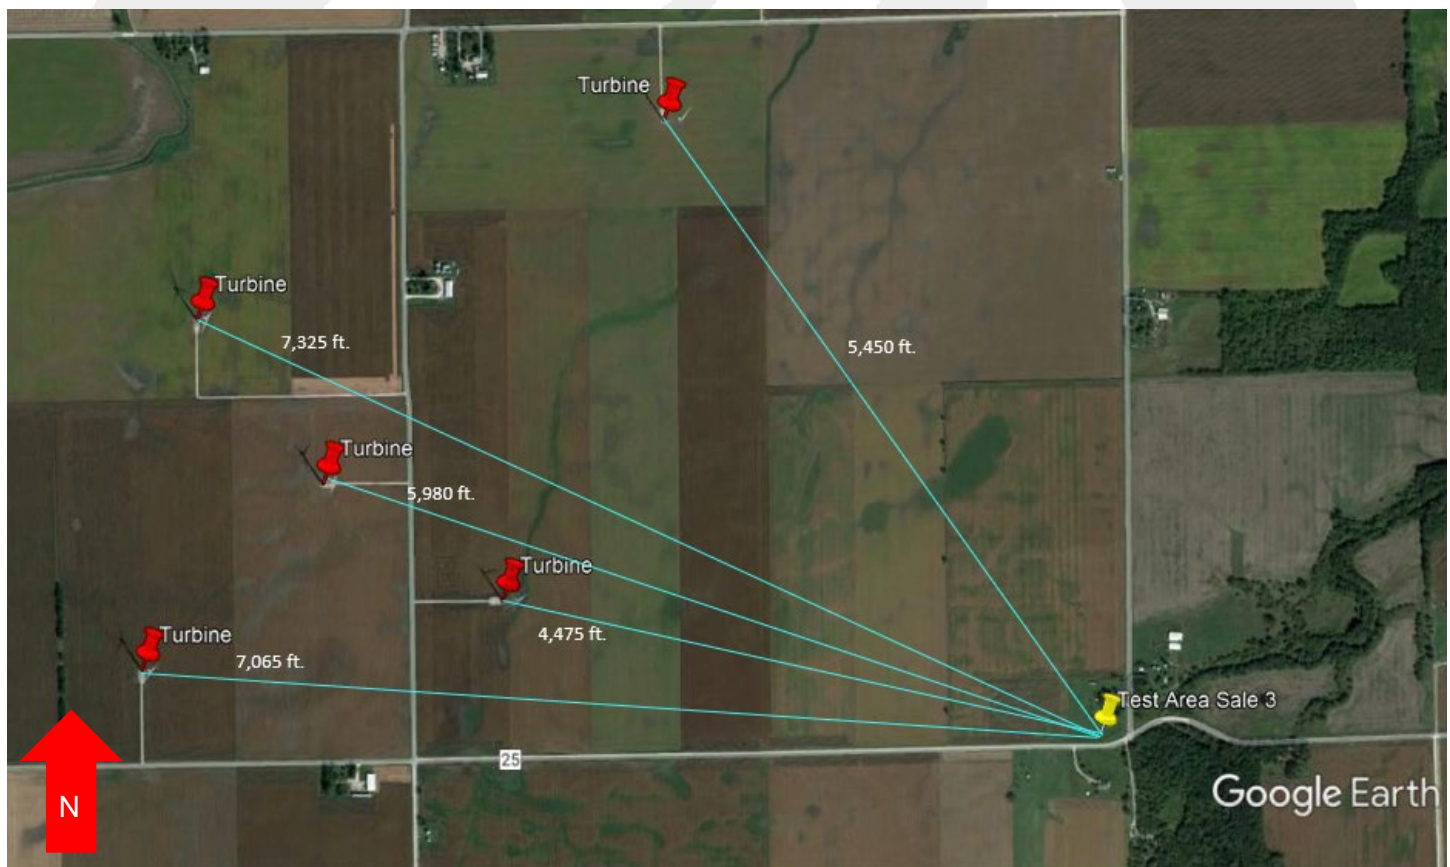 Turbine
Turbine
7,325 ft.
5,450 ft.
Turbine
5,980 ft.
Turbine
4,475 ft.
Turbine
7,065 ft.
Test Area Sale 3
25
Google Earth
N